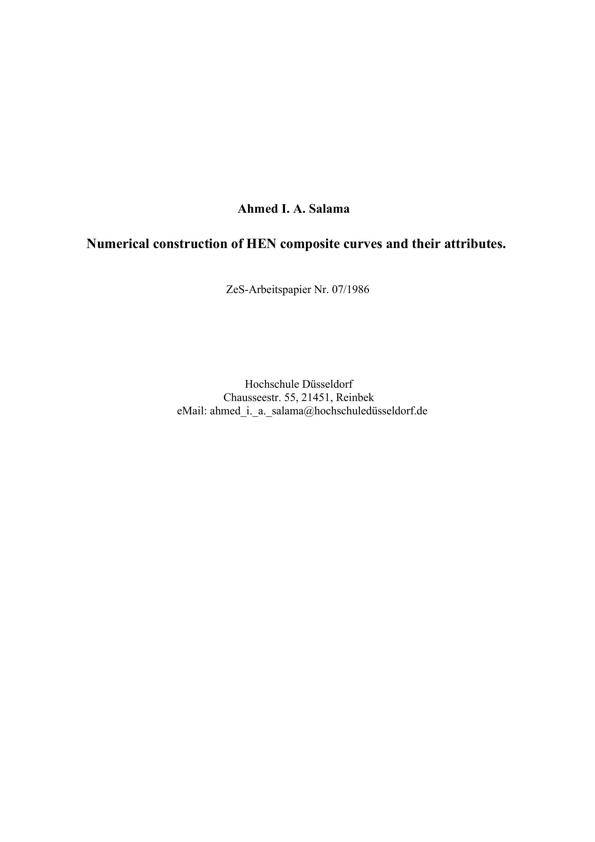 Ahmed I. A. Salama
Numerical construction of HEN composite curves and their attributes.
ZeS-Arbeitspapier Nr. 07/1986
Hochschule Düsseldorf
Chausseestr. 55, 21451, Reinbek
eMail: ahmed_i._a._salama@hochschuledüsseldorf.de